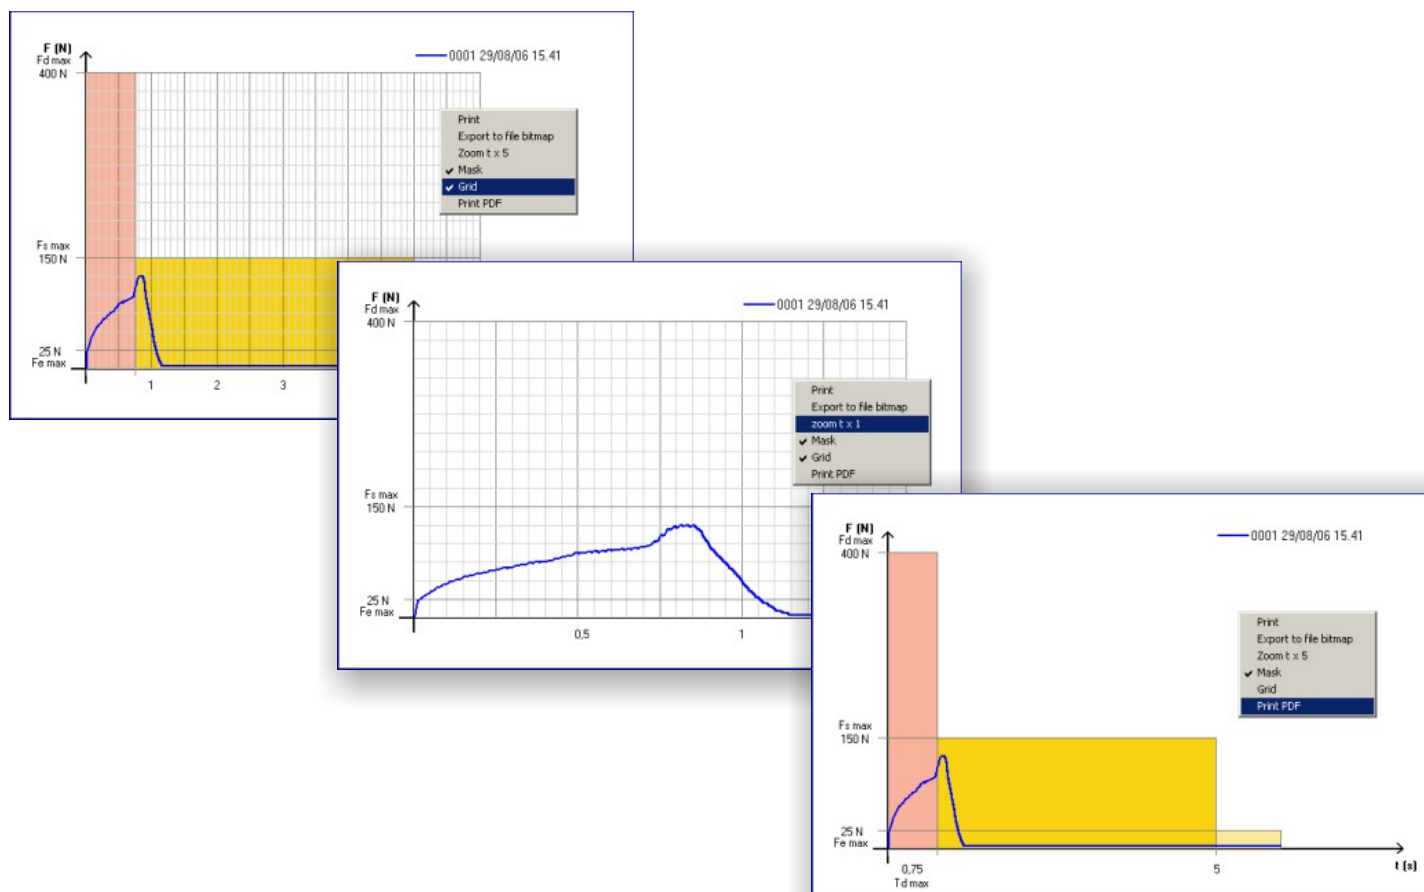 F (N)
Fd max
400 N
0001 29/08/06 15.41
Print
Export to file bitmap
Zoom t x 5
Mask
Grid
Print PDF
Fs max
150 N
25 N
Fe max
1
2
3
F (N)
Fd max
400 N
0001 29/08/06 15.41
Print
Export to file bitmap
zoom t x 1
Mask
Grid
Print PDF
Fs max
150 N
25 N
Fe max
0,5
1
F (N)
Fd max
400 N
0001 29/08/06 15.41
Print
Export to file bitmap
Zoom t x 5
Mask
Grid
Print PDF
Fs max
150 N
25 N
Fe max
0,75
Td max
5
t (s)